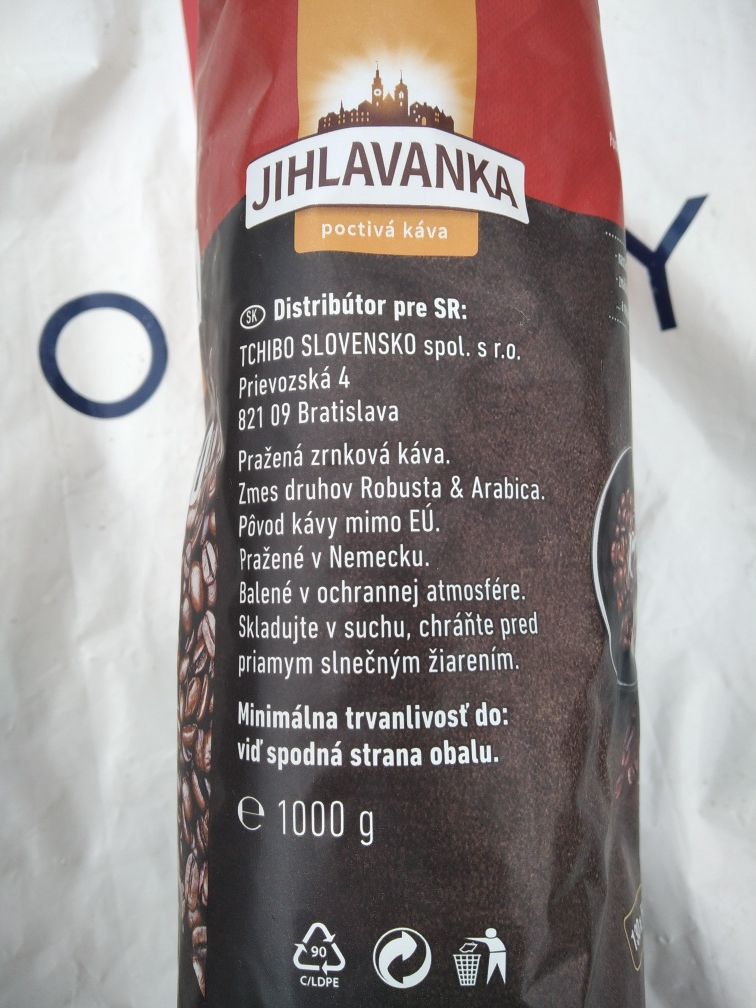 JIHLAVANKA
poctivá káva
O
Y
SK Distribútor pre SR:
TCHIBO SLOVENSKO spol. s r.o.
Prievozská 4
821 09 Bratislava
Pražená zrnková káva.
Zmes druhov Robusta & Arabica.
Pôvod kávy mimo EÚ.
Pražené v Nemecku.
Balené v ochrannej atmosfére.
Skladujte v suchu, chráňte pred
priamym slnečným žiarením.
Minimálna trvanlivosť do:
viď spodná strana obalu.
℮ 1000 g
90
C/LDPE